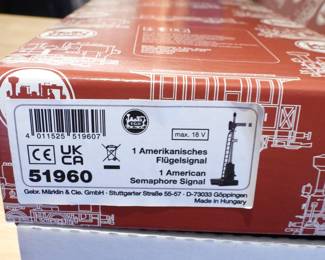 4 011525 519607
LGB
max. 18 V
CE UK
CA
51960
1 Amerikanisches
Flügelsignal
1 American
Semaphore Signal
Gebr. Märklin & Cie. GmbH · Stuttgarter Straße 55-57 · D-73033 Göppingen
Made in Hungary